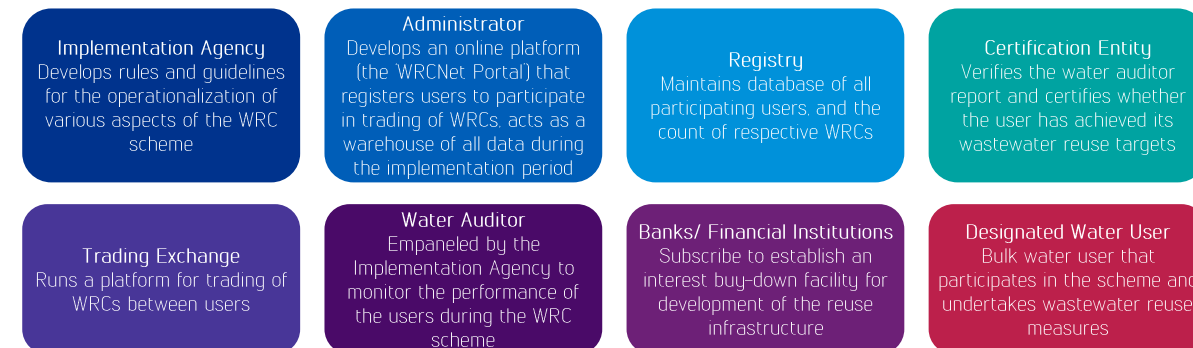 Implementation Agency
Develops rules and guidelines
for the operationalization of
various aspects of the WRC
scheme
Administrator
Develops an online platform
(the 'WRCNet Portal') that
registers users to participate
in trading of WRCs, acts as a
warehouse of all data during
the implementation period
Registry
Maintains database of all
participating users, and the
count of respective WRCs
Certification Entity
Verifies the water auditor
report and certifies whether
the user has achieved its
wastewater reuse targets
Trading Exchange
Runs a platform for trading of
WRCs between users
Water Auditor
Empaneled by the
Implementation Agency to
monitor the performance of
the users during the WRC
scheme
Banks/ Financial Institutions
Subscribe to establish an
interest buy-down facility for
development of the reuse
infrastructure
Designated Water User
Bulk water user that
participates in the scheme and
undertakes wastewater reuse
measures